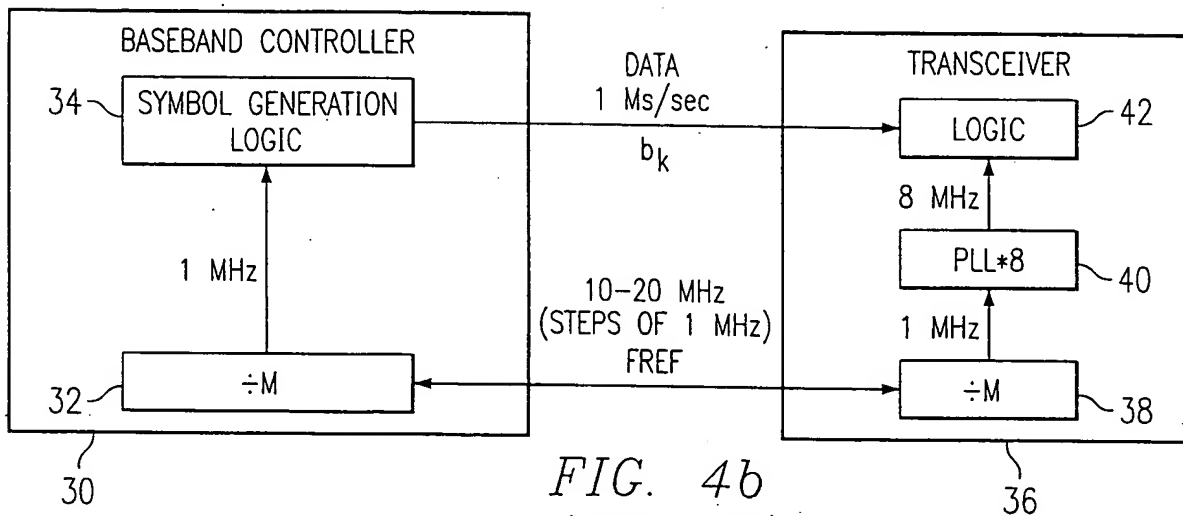 BASEBAND CONTROLLER
34
SYMBOL GENERATION
LOGIC
1 MHz
32
÷M
30
DATA
1 Ms/sec
b_k
10-20 MHz
(STEPS OF 1 MHz)
FREF
TRANSCEIVER
LOGIC
42
8 MHz
PLL*8
40
1 MHz
÷M
38
36
FIG. 4b